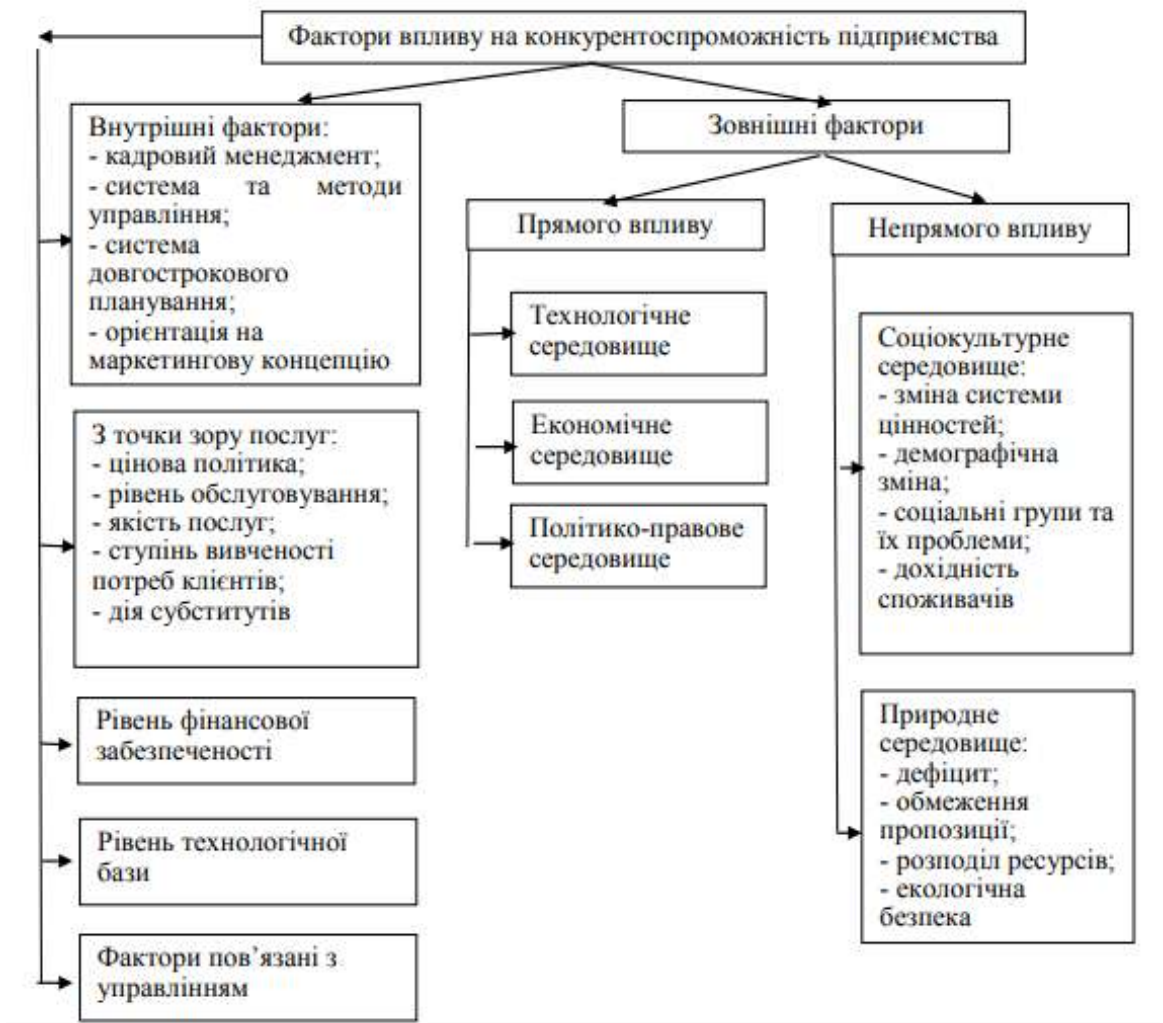 Фактори впливу на конкурентоспроможність підприємства
Внутрішні фактори:
- кадровий менеджмент;
- система та методи
управління;
- система
довгострокового
планування;
- орієнтація на
маркетингову концепцію
З точки зору послуг:
- цінова політика;
- рівень обслуговування;
- якість послуг;
- ступінь вивченості
потреб клієнтів;
- дія субститутів
Рівень фінансової
забезпеченості
Рівень технологічної
бази
Фактори пов’язані з
управлінням
Зовнішні фактори
Прямого впливу
Технологічне
середовище
Економічне
середовище
Політико-правове
середовище
Непрямого впливу
Соціокультурне
середовище:
- зміна системи
цінностей;
- демографічна
зміна;
- соціальні групи та
їх проблеми;
- дохідність
споживачів
Природне
середовище:
- дефіцит;
- обмеження
пропозиції;
- розподіл ресурсів;
- екологічна
безпека